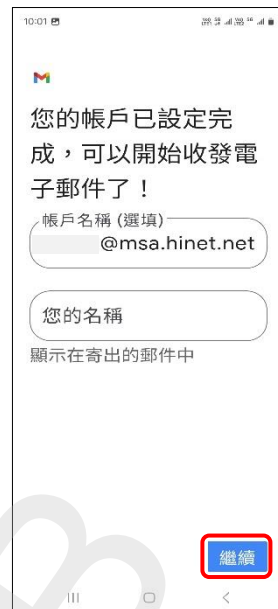 10:01
您的帳戶已設定完
成，可以開始收發電
子郵件了！
帳戶名稱 (選填)
@msa.hinet.net
您的名稱
顯示在寄出的郵件中
繼續